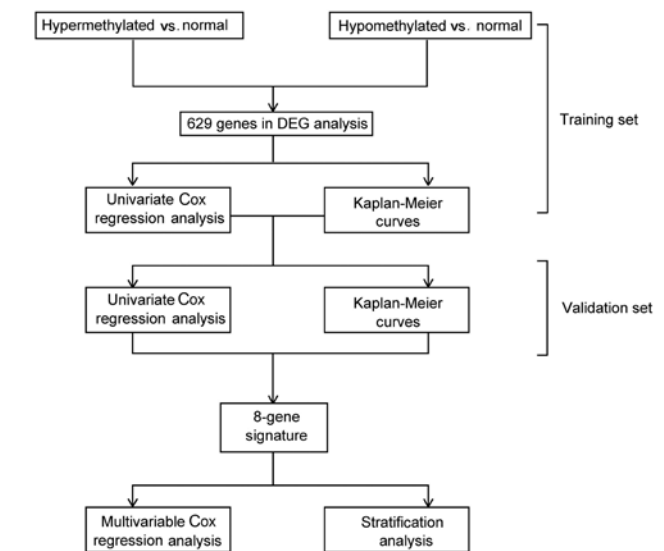 Hypermethylated vs. normal
Hypomethylated vs. normal
629 genes in DEG analysis
Training set
Univariate Cox
regression analysis
Kaplan-Meier
curves
Univariate Cox
regression analysis
Kaplan-Meier
curves
Validation set
8-gene
signature
Multivariable Cox
regression analysis
Stratification
analysis